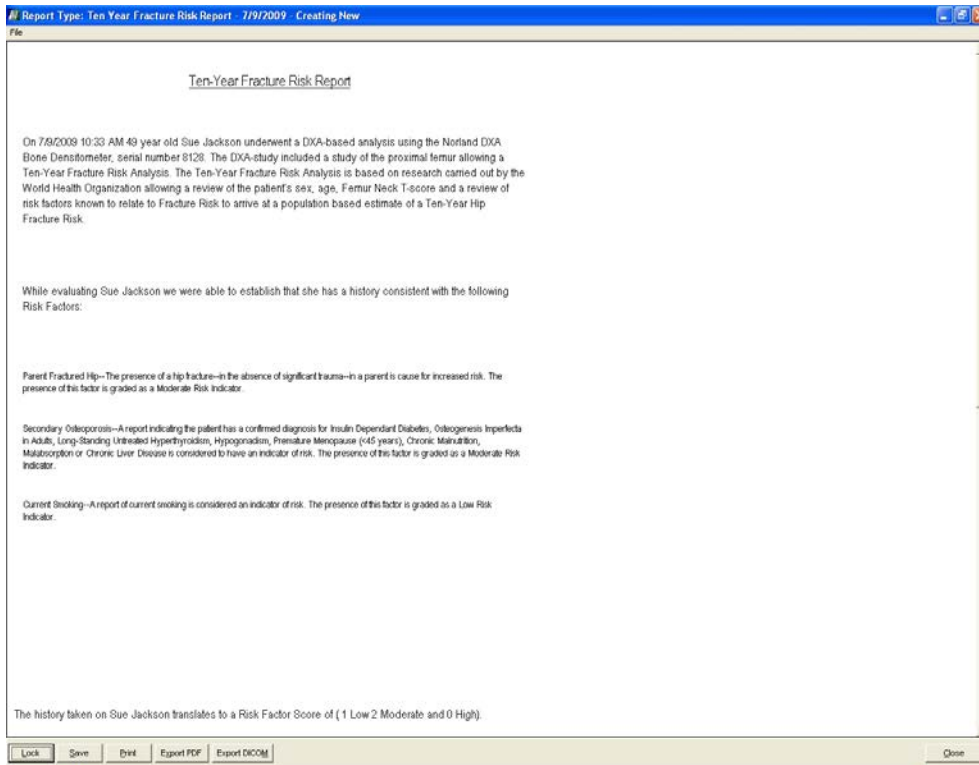 Report Type: Ten Year Fracture Risk Report - 7/9/2009 - Creating New
File
Ten-Year Fracture Risk Report
On 7/9/2009 10:33 AM 49 year old Sue Jackson underwent a DXA-based analysis using the Norland DXA
Bone Densitometer, serial number 8128. The DXA-study included a study of the proximal femur allowing a
Ten-Year Fracture Risk Analysis. The Ten-Year Fracture Risk Analysis is based on research carried out by the
World Health Organization allowing a review of the patient's sex, age, Femur Neck T-score and a review of
risk factors known to relate to Fracture Risk to arrive at a population based estimate of a Ten-Year Hip
Fracture Risk.
While evaluating Sue Jackson we were able to establish that she has a history consistent with the following
Risk Factors:
Parent Fractured Hip--The presence of a hip fracture--in the absence of significant trauma--in a parent is cause for increased risk. The
presence of this factor is graded as a Moderate Risk Indicator.
Secondary Osteoporosis--A report indicating the patient has a confirmed diagnosis for Insulin Dependant Diabetes, Osteogenesis Imperfecta
in Adults, Long-Standing Untreated Hyperthyroidism, Hypogonadism, Premature Menopause (<45 years), Chronic Malnutrition,
Malabsorption or Chronic Liver Disease is considered to have an indicator of risk. The presence of this factor is graded as a Moderate Risk
Indicator.
Current Smoking--A report of current smoking is considered an indicator of risk. The presence of this factor is graded as a Low Risk
Indicator.
The history taken on Sue Jackson translates to a Risk Factor Score of ( 1 Low 2 Moderate and 0 High).
Lock Save Print Export PDF Export DICOM Close